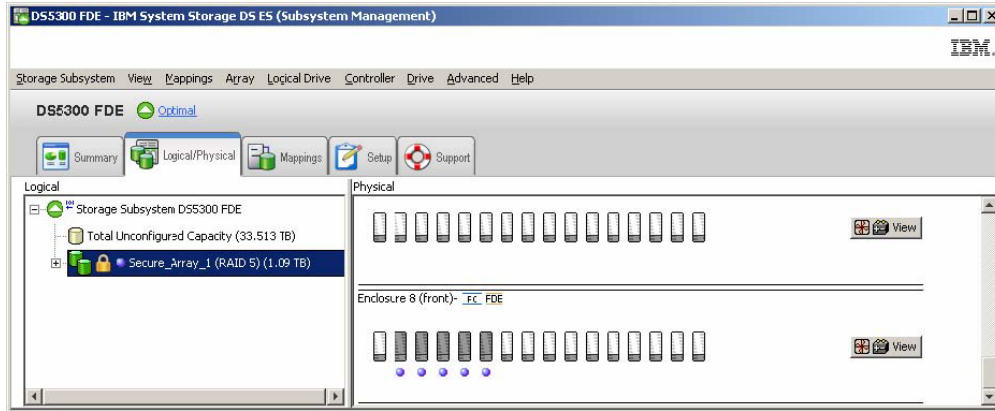 DS5300 FDE - IBM System Storage DS ES (Subsystem Management)
IBM.
Storage Subsystem View Mappings Array Logical Drive Controller Drive Advanced Help
DS5300 FDE Optimal
Summary Logical/Physical Mappings Setup Support
Logical
Storage Subsystem DS5300 FDE
Total Unconfigured Capacity (33.513 TB)
Secure_Array_1 (RAID 5) (1.09 TB)
Physical
View
Enclosure 8 (front)- FC FDE
View